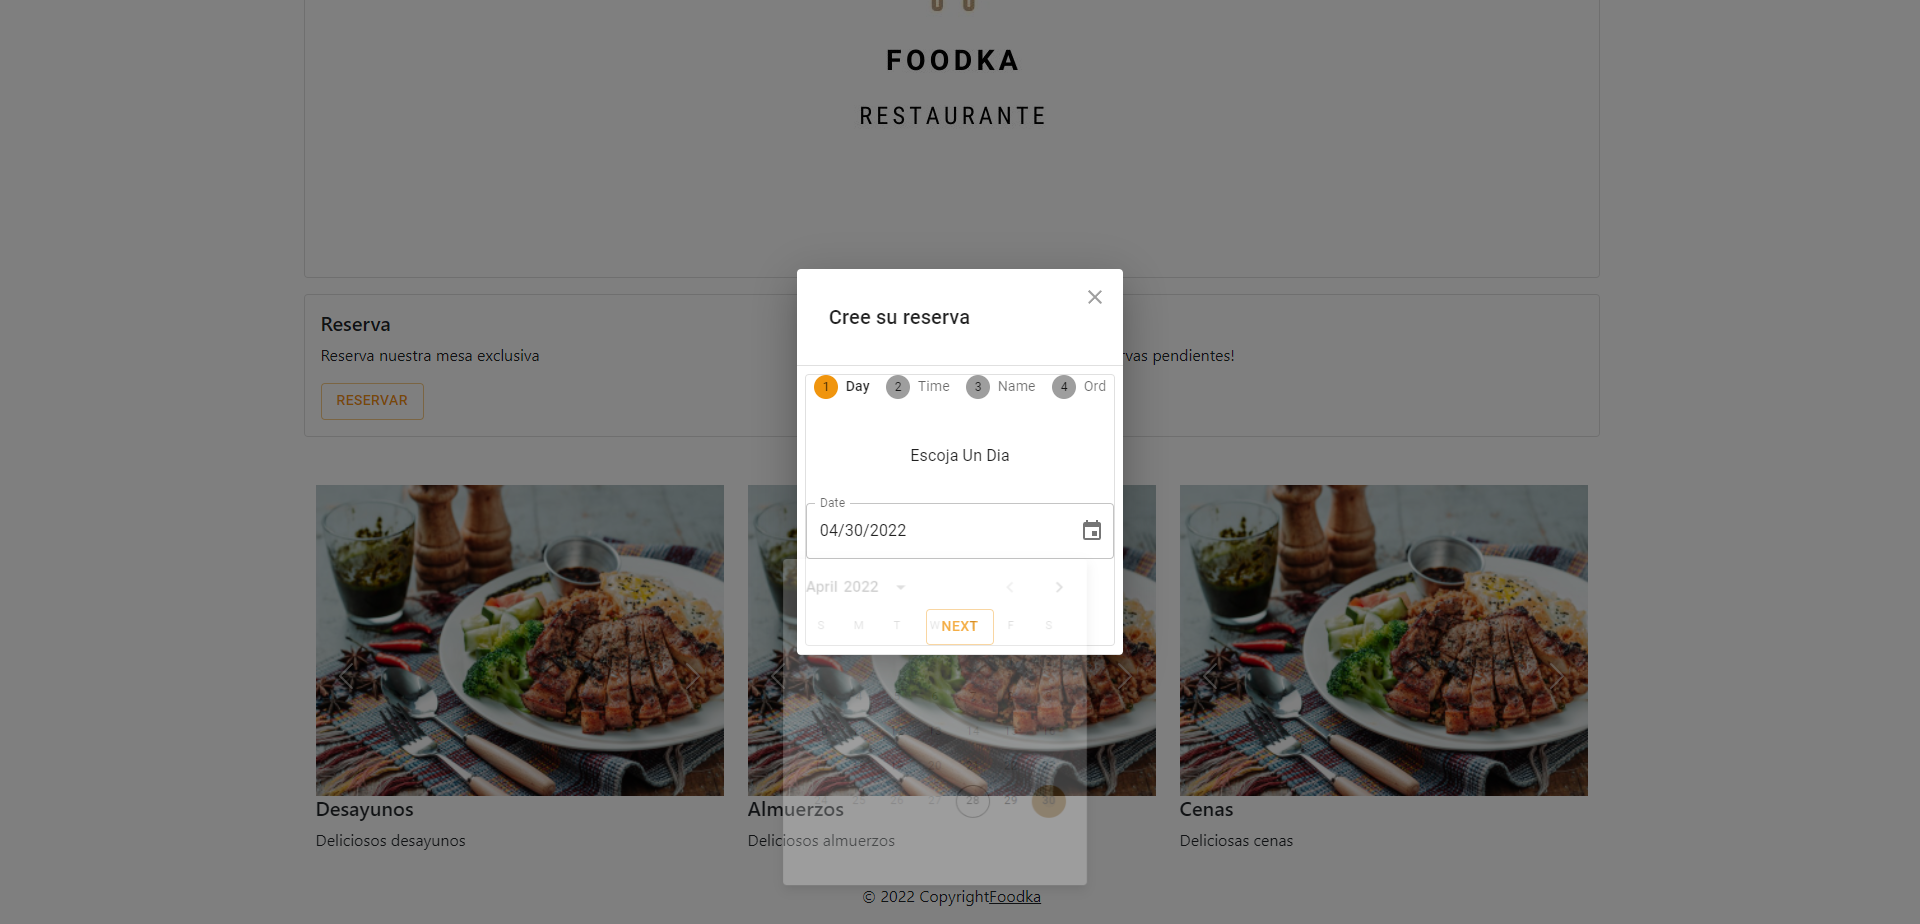 FOODKA
RESTAURANTE
Reserva
Reserva nuestra mesa exclusiva
RESERVAR
vas pendientes!
Cree su reserva
1 Day 2 Time 3 Name 4 Ord
Escoja Un Dia
Date
04/30/2022
April 2022
S M T W F S
NEXT
24 25 26 27 28 29 30
Desayunos
Deliciosos desayunos
Almuerzos
Deliciosos almuerzos
Cenas
Deliciosas cenas
© 2022 CopyrightFoodka